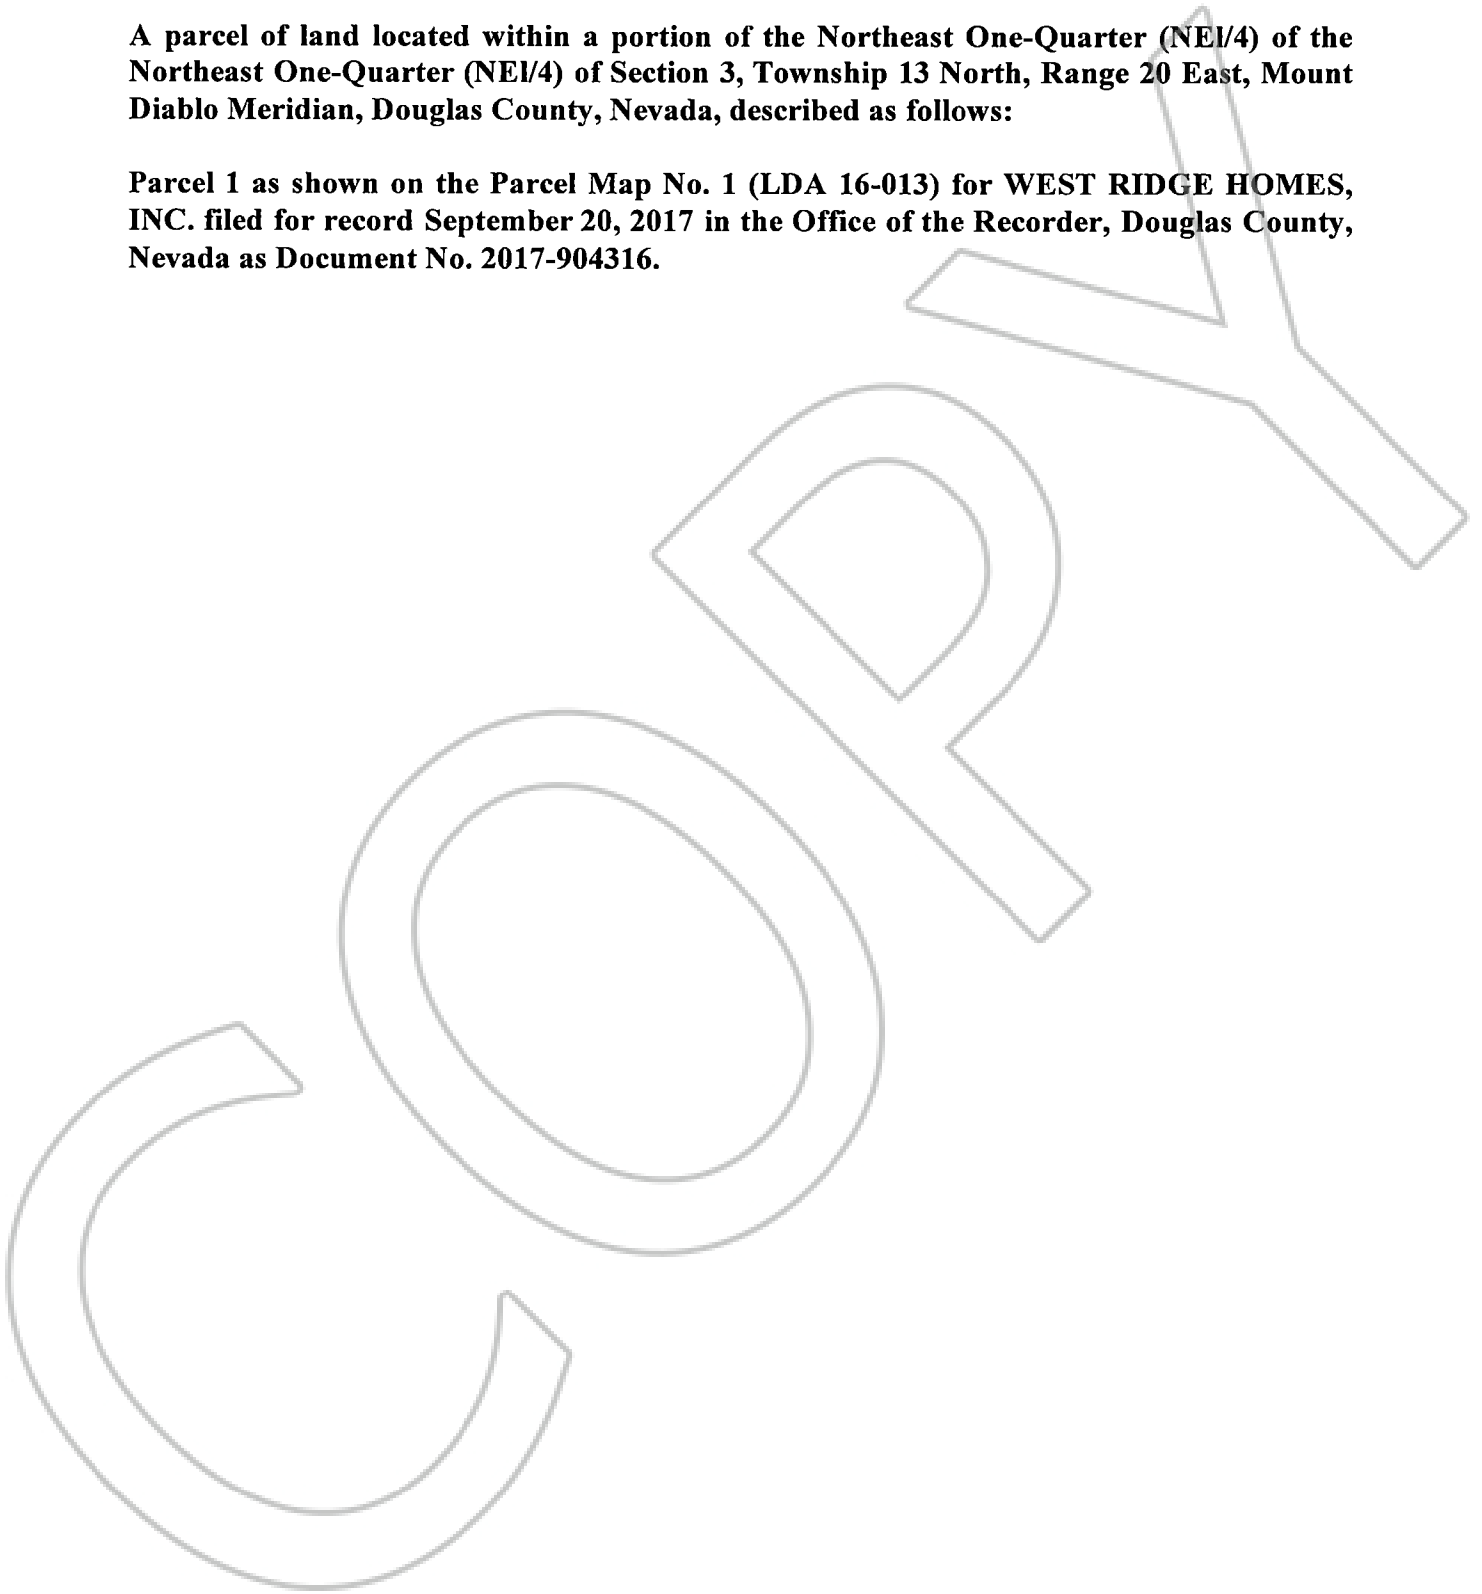 A parcel of land located within a portion of the Northeast One-Quarter (NEl/4) of the
Northeast One-Quarter (NEl/4) of Section 3, Township 13 North, Range 20 East, Mount
Diablo Meridian, Douglas County, Nevada, described as follows:
Parcel 1 as shown on the Parcel Map No. 1 (LDA 16-013) for WEST RIDGE HOMES,
INC. filed for record September 20, 2017 in the Office of the Recorder, Douglas County,
Nevada as Document No. 2017-904316.
COPY